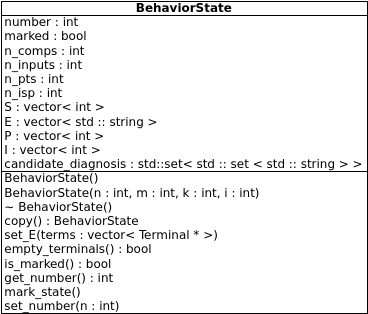 BehaviorState
number : int
marked : bool
n_comps : int
n_inputs : int
n_pts : int
n_isp : int
S : vector< int >
E : vector< std :: string >
P : vector< int >
I : vector< int >
candidate_diagnosis : std::set< std :: set < std :: string > >
BehaviorState()
BehaviorState(n : int, m : int, k : int, i : int)
~ BehaviorState()
copy() : BehaviorState
set_E(terms : vector< Terminal * >)
empty_terminals() : bool
is_marked() : bool
get_number() : int
mark_state()
set_number(n : int)